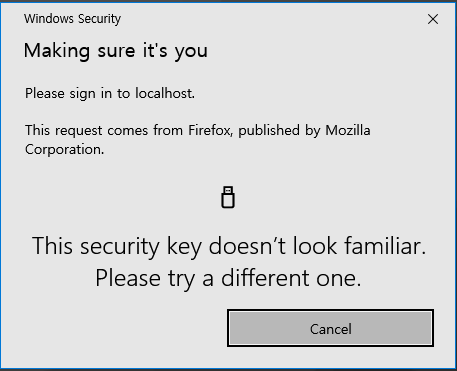 Windows Security
Making sure it's you
Please sign in to localhost.
This request comes from Firefox, published by Mozilla
Corporation.
This security key doesn’t look familiar.
Please try a different one.
Cancel